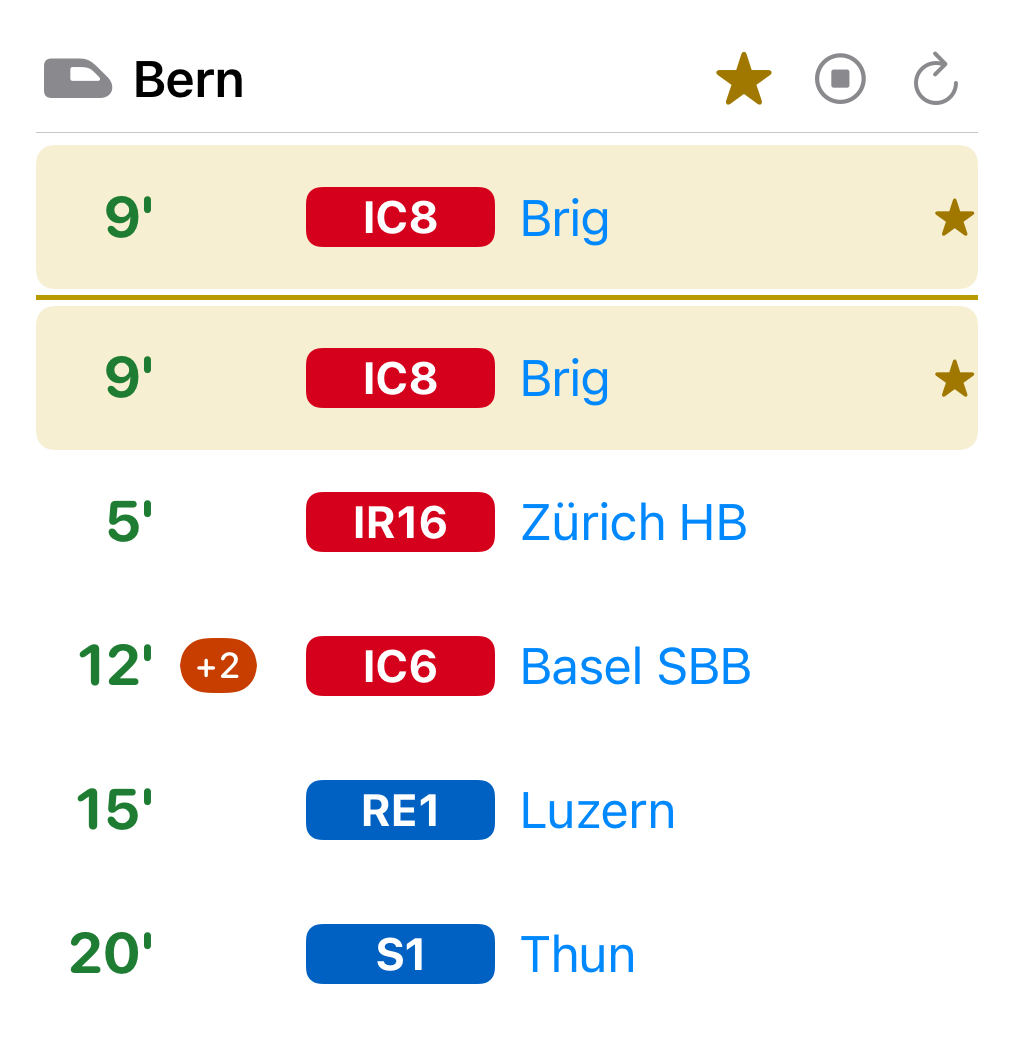 Bern
9' IC8 Brig
9' IC8 Brig
5' IR16 Zürich HB
12' +2 IC6 Basel SBB
15' RE1 Luzern
20' S1 Thun